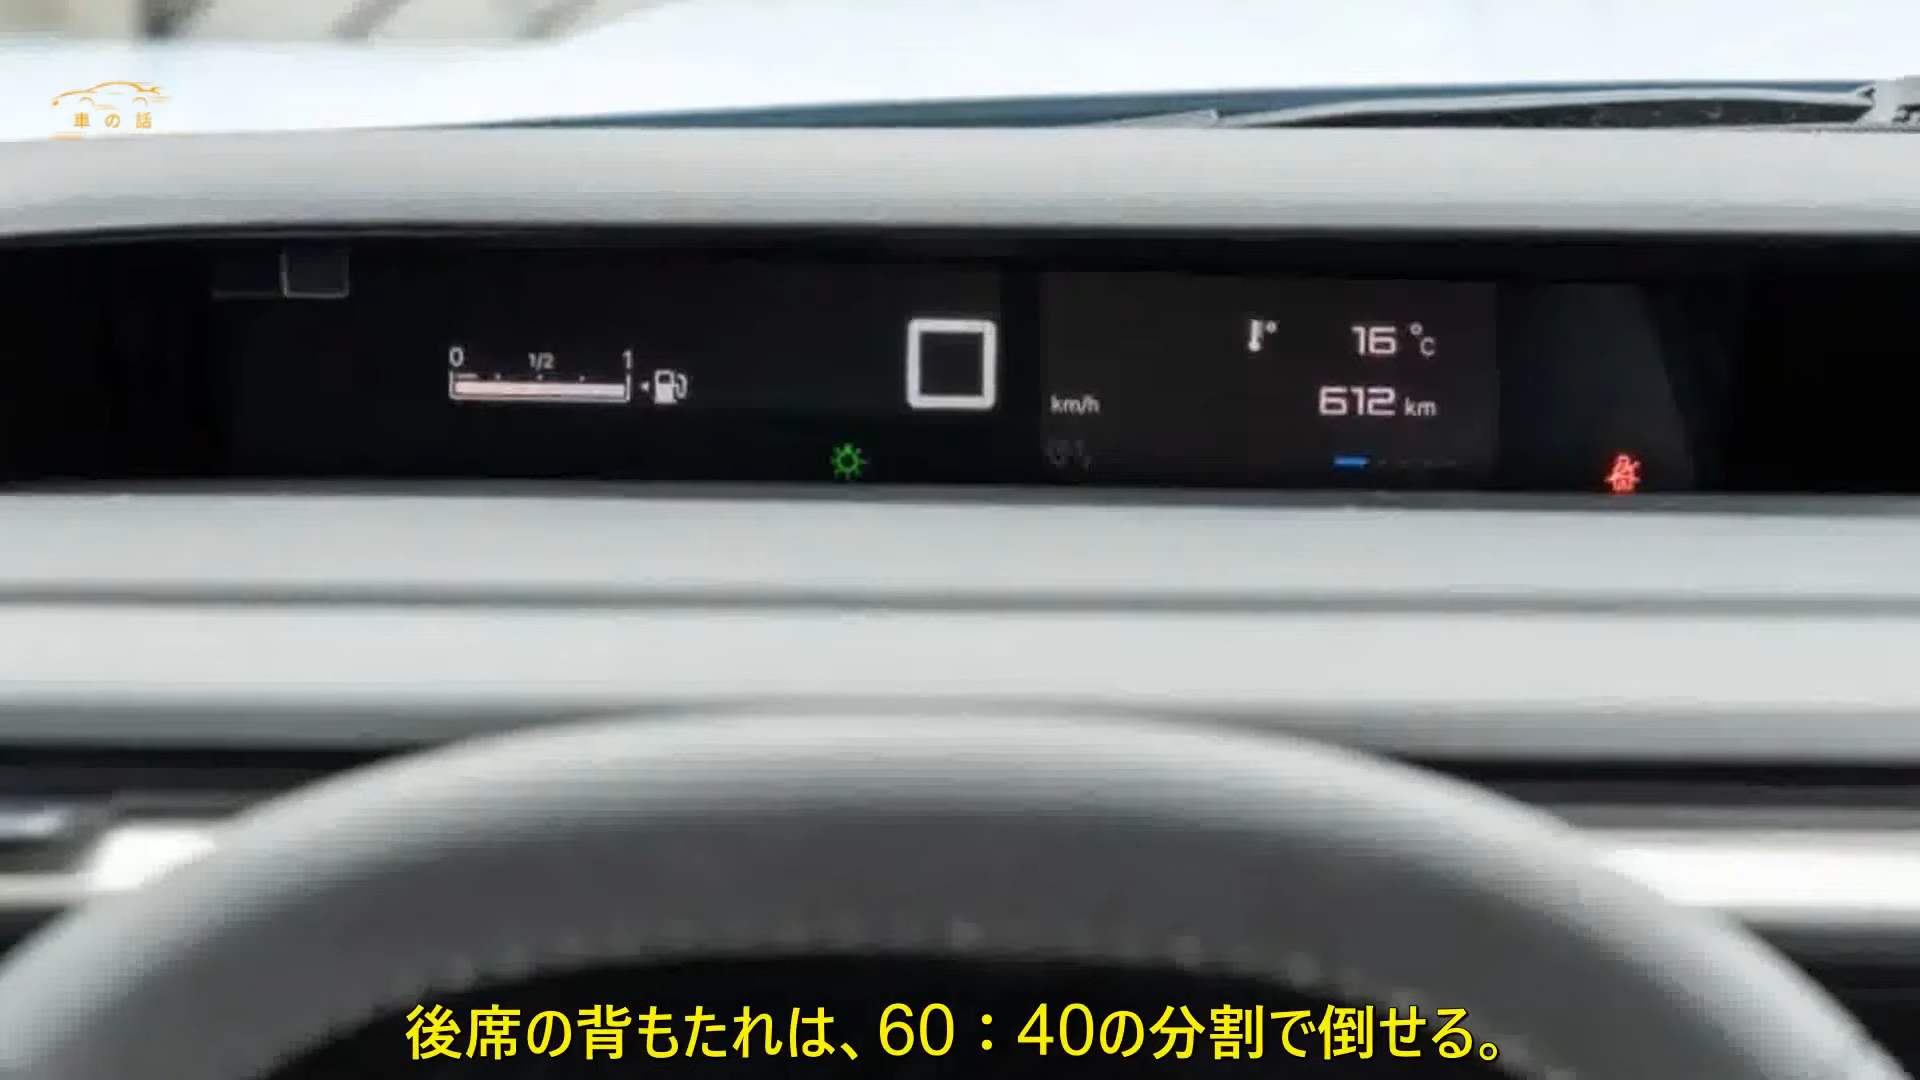 車の話
0 1/2 1
16 °C
km/h
612 km
後席の背もたれは、60：40の分割で倒せる。